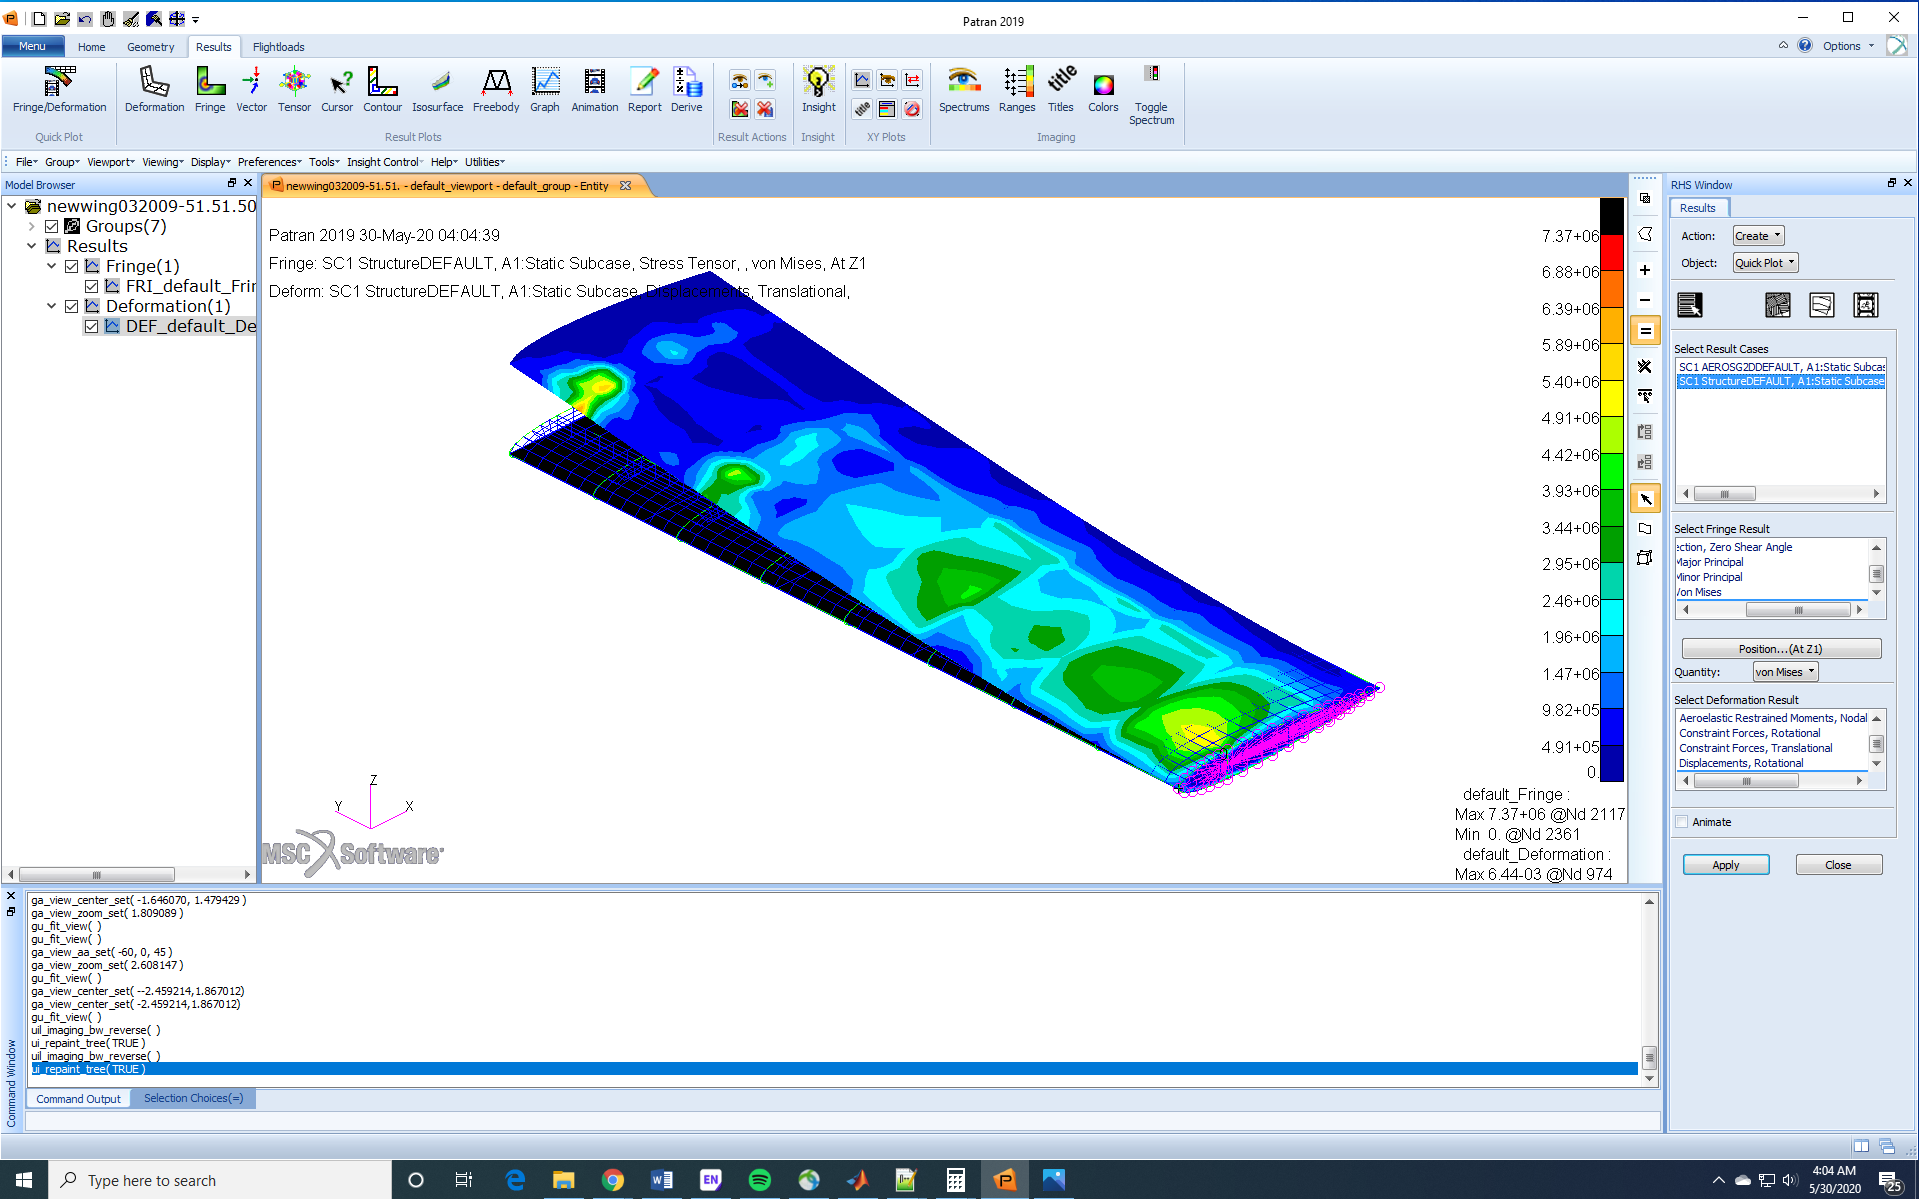 Patran 2019
Menu Home Geometry Results Flightloads
Options
Fringe/Deformation Deformation Fringe Vector Tensor Cursor Contour Isosurface Freebody Graph Animation Report Derive Insight Spectrums Ranges Titles Colors Toggle Spectrum
Quick Plot Result Plots Result Actions Insight XY Plots Imaging
File Group Viewport Viewing Display Preferences Tools Insight Control Help Utilities
Model Browser
newwing032009-51.51.50
Groups(7)
Results
Fringe(1)
FRI_default_Frin
Deformation(1)
DEF_default_De
newwing032009-51.51. - default_viewport - default_group - Entity
Patran 2019 30-May-20 04:04:39
Fringe: SC1 StructureDEFAULT, A1:Static Subcase, Stress Tensor, , von Mises, At Z1
Deform: SC1 StructureDEFAULT, A1:Static Subcase, Displacements, Translational,
7.37+06
6.88+06
6.39+06
5.89+06
5.40+06
4.91+06
4.42+06
3.93+06
3.44+06
2.95+06
2.46+06
1.96+06
1.47+06
9.82+05
4.91+05
0.
default_Fringe :
Max 7.37+06 @Nd 2117
Min 0. @Nd 2361
default_Deformation :
Max 6.44-03 @Nd 974
Z
Y X
MSC Software
RHS Window
Results
Action: Create
Object: Quick Plot
Select Result Cases
SC1 AEROSG2DDEFAULT, A1:Static Subcas
SC1 StructureDEFAULT, A1:Static Subcase
Select Fringe Result
ection, Zero Shear Angle
Major Principal
Minor Principal
Von Mises
Position...(At Z1)
Quantity: von Mises
Select Deformation Result
Aeroelastic Restrained Moments, Nodal
Constraint Forces, Rotational
Constraint Forces, Translational
Displacements, Rotational
Animate
Apply Close
ga_view_center_set( -1.646070, 1.479429 )
ga_view_zoom_set( 1.809089 )
gu_fit_view( )
gu_fit_view( )
ga_view_aa_set( -60, 0, 45 )
ga_view_zoom_set( 2.608147 )
gu_fit_view( )
ga_view_center_set( --2.459214,1.867012)
ga_view_center_set( -2.459214,1.867012)
gu_fit_view( )
uil_imaging_bw_reverse( )
ui_repaint_tree( TRUE )
uil_imaging_bw_reverse( )
ui_repaint_tree( TRUE )
Command Window
Command Output Selection Choices(=)
Type here to search
EN
4:04 AM
5/30/2020
25